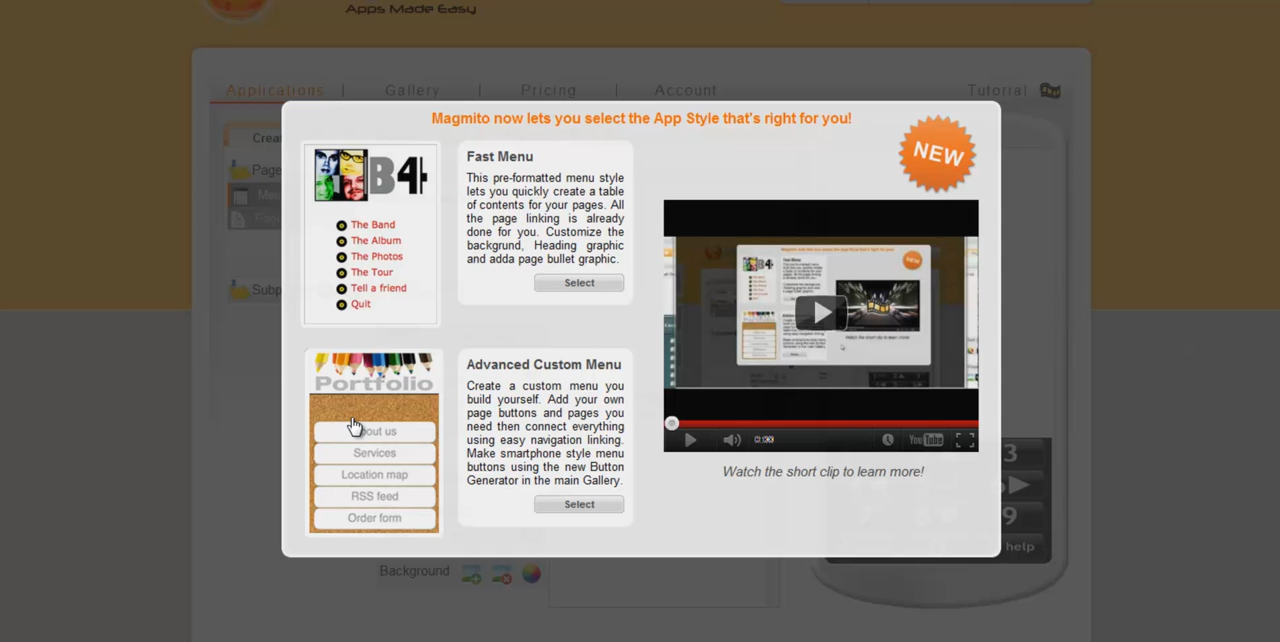 Apps Made Easy
Applications | Gallery | Pricing | Account
Tutorial
Magmito now lets you select the App Style that's right for you!
NEW
B4
The Band
The Album
The Photos
The Tour
Tell a friend
Quit
Fast Menu
This pre-formatted menu style
lets you quickly create a table
of contents for your pages. All
the page linking is already
done for you. Customize the
backgrund, Heading graphic
and adda page bullet graphic.
Select
Portfolio
out us
Services
Location map
RSS feed
Order form
Advanced Custom Menu
Create a custom menu you
build yourself. Add your own
page buttons and pages you
need then connect everything
using easy navigation linking.
Make smartphone style menu
buttons using the new Button
Generator in the main Gallery.
Select
YouTube
Watch the short clip to learn more!
Crea
Page
Subp
3
9
help
Background